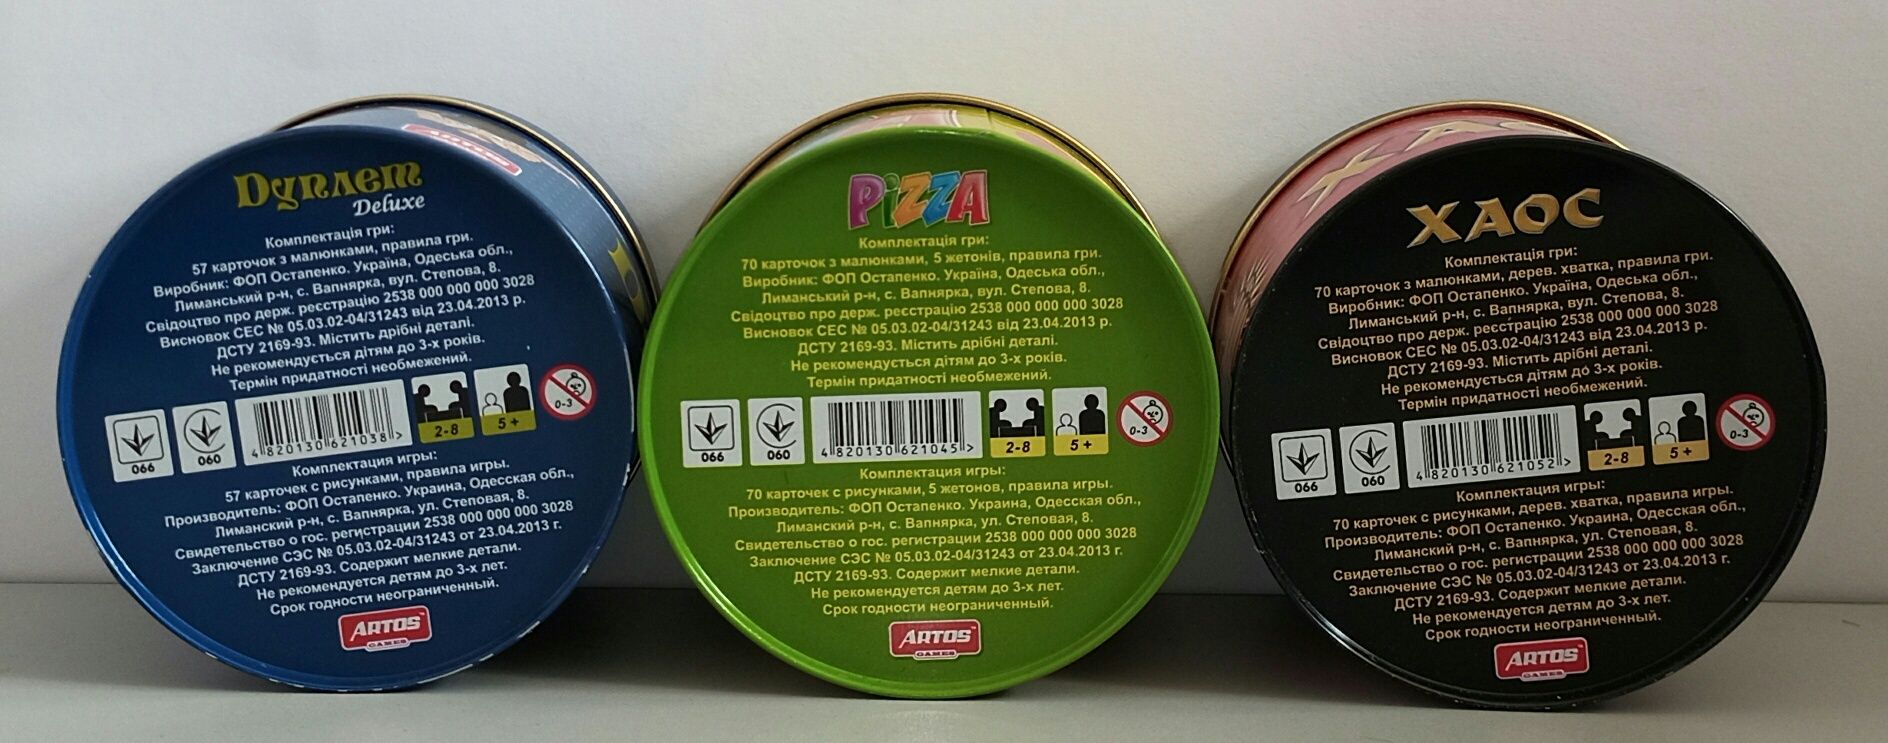 Дуплет
Deluxe
Комплектація гри:
57 карточок з малюнками, правила гри.
Виробник: ФОП Остапенко. Україна, Одеська обл.,
Лиманський р-н, с. Вапнярка, вул. Степова, 8.
Свідоцтво про держ. реєстрацію 2538 000 000 000 3028
Висновок СЕС № 05.03.02-04/31243 від 23.04.2013 р.
ДСТУ 2169-93. Містить дрібні деталі.
Не рекомендується дітям до 3-х років.
Термін придатності необмежений.
066
060
4 820130 621038 >
2-8
5 +
0-3
Комплектация игры:
57 карточек с рисунками, правила игры.
Производитель: ФОП Остапенко. Украина, Одесская обл.,
Лиманский р-н, с. Вапнярка, ул. Степовая, 8.
Свидетельство о гос. регистрации 2538 000 000 000 3028
Заключение СЭС № 05.03.02-04/31243 от 23.04.2013 г.
ДСТУ 2169-93. Содержит мелкие детали.
Не рекомендуется детям до 3-х лет.
Срок годности неограниченный.
ARTOS
GAMES
PIZZA
Комплектація гри:
70 карточок з малюнками, 5 жетонів, правила гри.
Виробник: ФОП Остапенко. Україна, Одеська обл.,
Лиманський р-н, с. Вапнярка, вул. Степова, 8.
Свідоцтво про держ. реєстрацію 2538 000 000 000 3028
Висновок СЕС № 05.03.02-04/31243 від 23.04.2013 р.
ДСТУ 2169-93. Містить дрібні деталі.
Не рекомендується дітям до 3-х років.
Термін придатності необмежений.
066
060
4 820130 621045 >
2-8
5 +
0-3
Комплектация игры:
70 карточек с рисунками, 5 жетонов, правила игры.
Производитель: ФОП Остапенко. Украина, Одесская обл.,
Лиманский р-н, с. Вапнярка, ул. Степовая, 8.
Свидетельство о гос. регистрации 2538 000 000 000 3028
Заключение СЭС № 05.03.02-04/31243 от 23.04.2013 г.
ДСТУ 2169-93. Содержит мелкие детали.
Не рекомендуется детям до 3-х лет.
Срок годности неограниченный.
ARTOS
GAMES
ХАОС
ХАОС
Комплектація гри:
70 карточок з малюнками, дерев. хватка, правила гри.
Виробник: ФОП Остапенко. Україна, Одеська обл.,
Лиманський р-н, с. Вапнярка, вул. Степова, 8.
Свідоцтво про держ. реєстрацію 2538 000 000 000 3028
Висновок СЕС № 05.03.02-04/31243 від 23.04.2013 р.
ДСТУ 2169-93. Містить дрібні деталі.
Не рекомендується дітям до 3-х років.
Термін придатності необмежений.
066
060
4 820130 621052 >
2-8
5 +
0-3
Комплектация игры:
70 карточек с рисунками, дерев. хватка, правила игры.
Производитель: ФОП Остапенко. Украина, Одесская обл.,
Лиманский р-н, с. Вапнярка, ул. Степовая, 8.
Свидетельство о гос. регистрации 2538 000 000 000 3028
Заключение СЭС № 05.03.02-04/31243 от 23.04.2013 г.
ДСТУ 2169-93. Содержит мелкие детали.
Не рекомендуется детям до 3-х лет.
Срок годности неограниченный.
ARTOS
GAMES